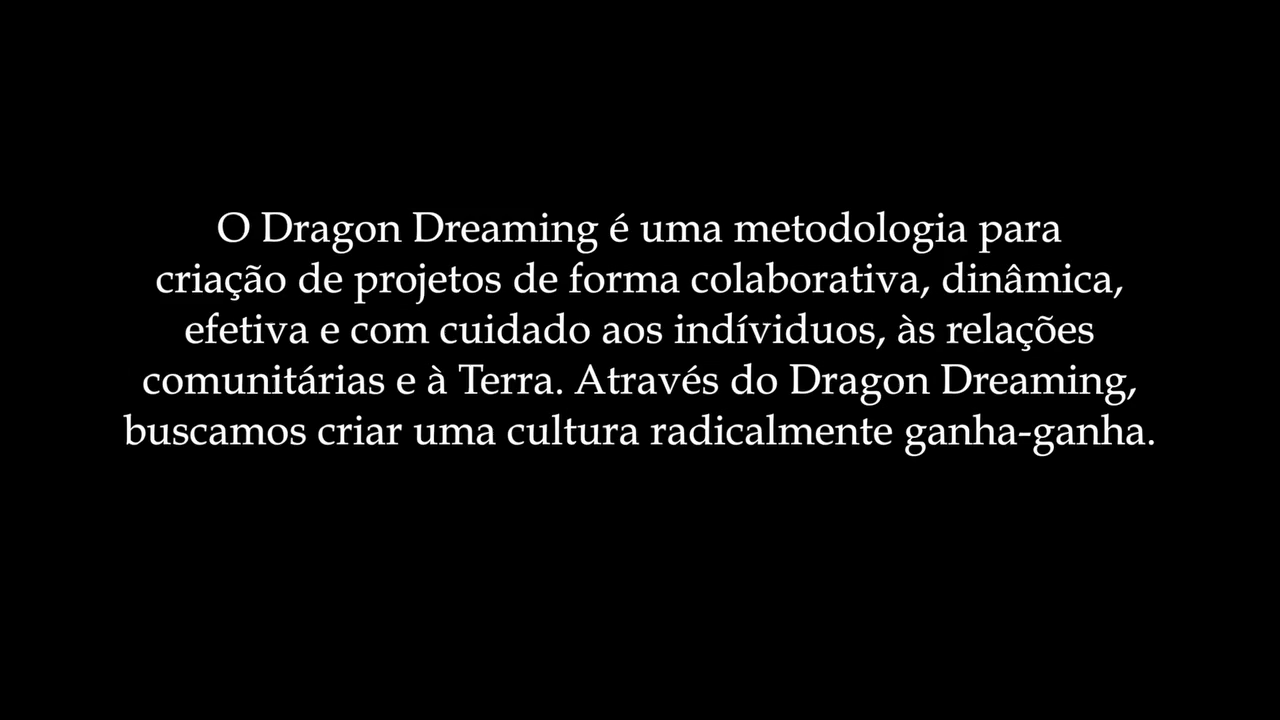 O Dragon Dreaming é uma metodologia para
criação de projetos de forma colaborativa, dinâmica,
efetiva e com cuidado aos indíviduos, às relações
comunitárias e à Terra. Através do Dragon Dreaming,
buscamos criar uma cultura radicalmente ganha-ganha.